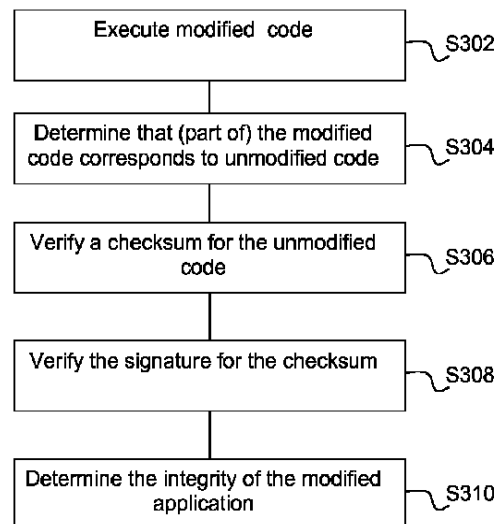 Execute modified code
S302
Determine that (part of) the modified
code corresponds to unmodified code
S304
Verify a checksum for the unmodified
code
S306
Verify the signature for the checksum
S308
Determine the integrity of the modified
application
S310